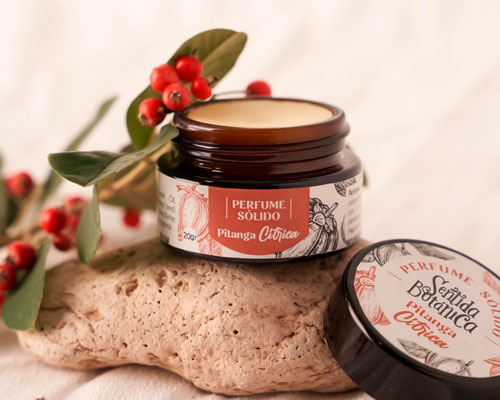 PERFUME
SÓLIDO
Pitanga Cítrica
20g
PERFUME SÓLIDO
Sentida
Botânica
Pitanga
Cítrica